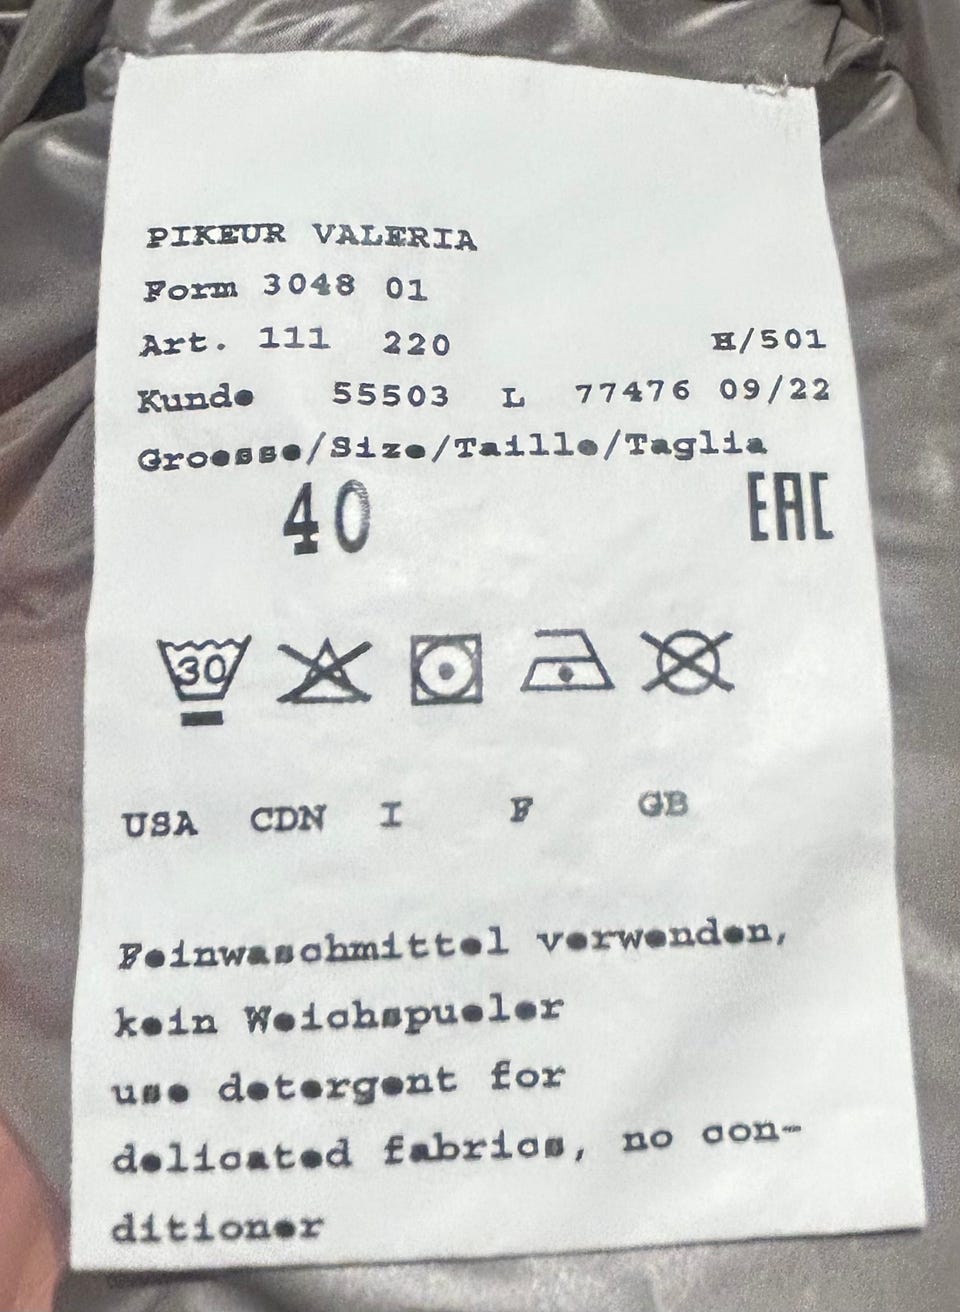 PIKEUR VALERIA
Form 3048 01
Art. 111 220 H/501
Kunde 55503 L 77476 09/22
Groesse/Size/Taille/Taglia
40 EAC
30
USA CDN I F GB
Feinwaschmittel verwenden,
kein Weichspueler
use detergent for
delicated fabrics, no con-
ditioner